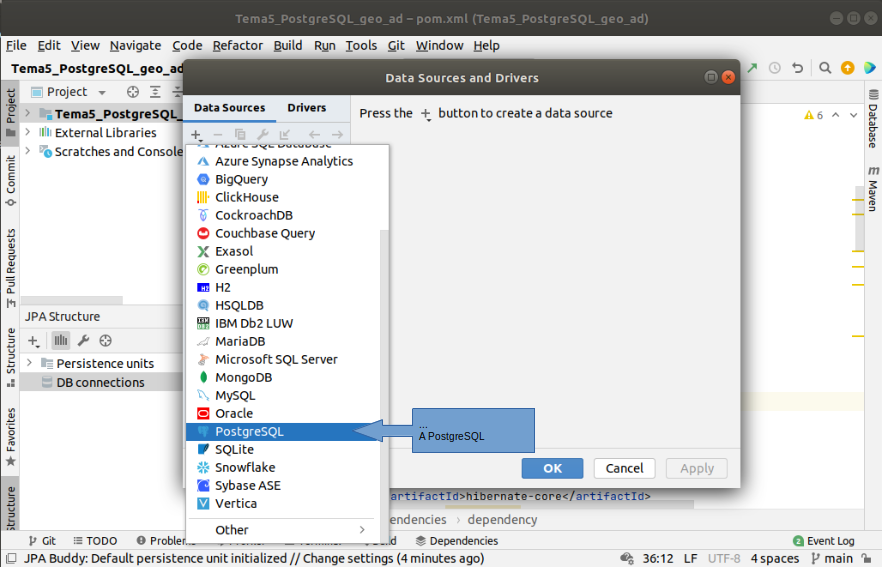 Tema5_PostgreSQL_geo_ad – pom.xml (Tema5_PostgreSQL_geo_ad)
File Edit View Navigate Code Refactor Build Run Tools Git Window Help
Tema5_PostgreSQL_geo_ad
Data Sources and Drivers
Project
Project
Commit
Pull Requests
Structure
Favorites
Structure
Tema5_PostgreSQL_
External Libraries
Scratches and Console
JPA Structure
Persistence units
DB connections
Data Sources Drivers
Press the + button to create a data source
Azure SQL Database
Azure Synapse Analytics
BigQuery
ClickHouse
CockroachDB
Couchbase Query
Exasol
Greenplum
H2
HSQLDB
IBM Db2 LUW
MariaDB
Microsoft SQL Server
MongoDB
MySQL
Oracle
PostgreSQL
SQLite
Snowflake
Sybase ASE
Vertica
Other
...
A PostgreSQL
OK Cancel Apply
6
Database
Maven
artifactId>hibernate-core</artifactId>
endencies › dependency
Git TODO Problems Build Dependencies 2 Event Log
JPA Buddy: Default persistence unit initialized // Change settings (4 minutes ago) 36:12 LF UTF-8 4 spaces main